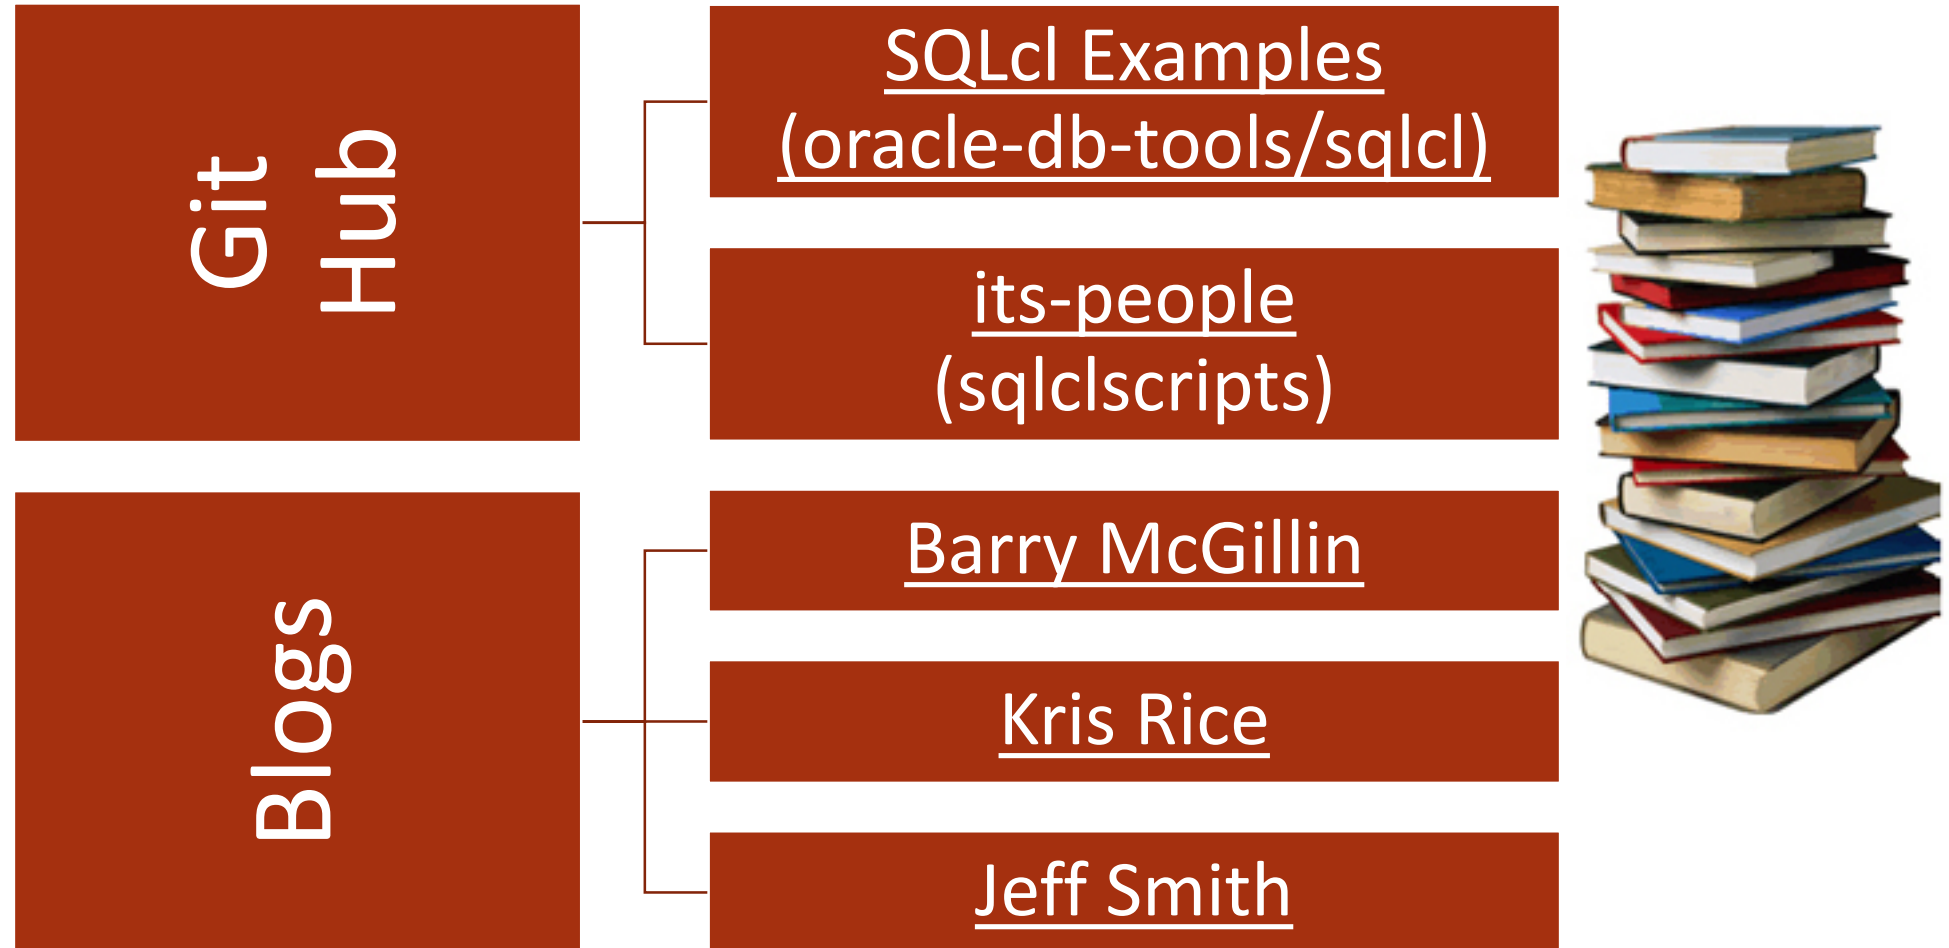 Git
Hub
SQLcl Examples
(oracle-db-tools/sqlcl)
its-people
(sqlclscripts)
Blogs
Barry McGillin
Kris Rice
Jeff Smith